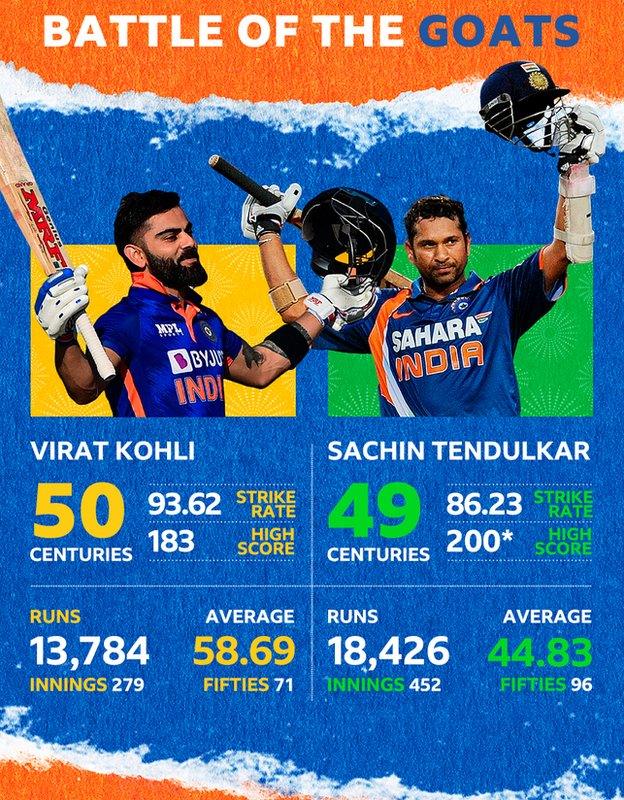 BATTLE OF THE GOATS
MRF
MPL
SPORTS
BYJU
INDI
SAHARA
INDIA
VIRAT KOHLI
50
CENTURIES
93.62 STRIKE RATE
183 HIGH SCORE
RUNS
13,784
INNINGS 279
AVERAGE
58.69
FIFTIES 71
SACHIN TENDULKAR
49
CENTURIES
86.23 STRIKE RATE
200* HIGH SCORE
RUNS
18,426
INNINGS 452
AVERAGE
44.83
FIFTIES 96